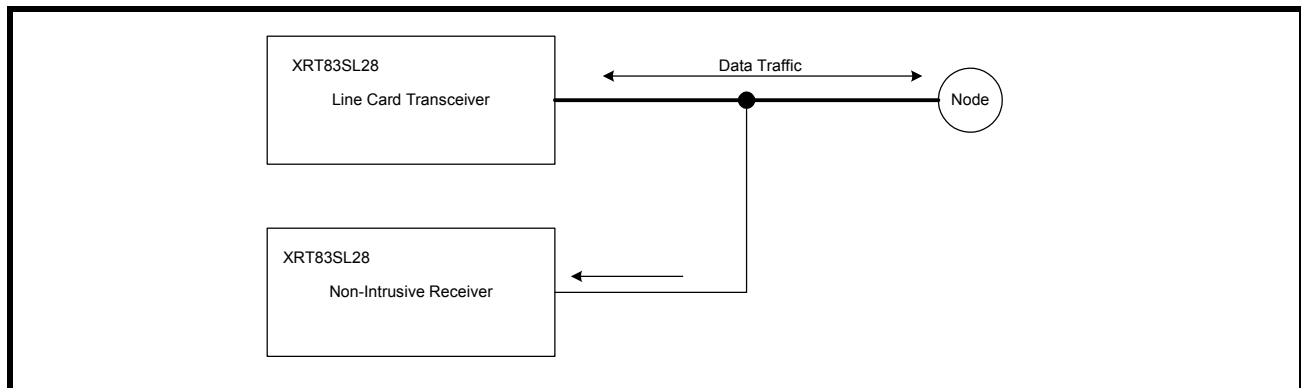 XRT83SL28
Line Card Transceiver
Data Traffic
Node
XRT83SL28
Non-Intrusive Receiver